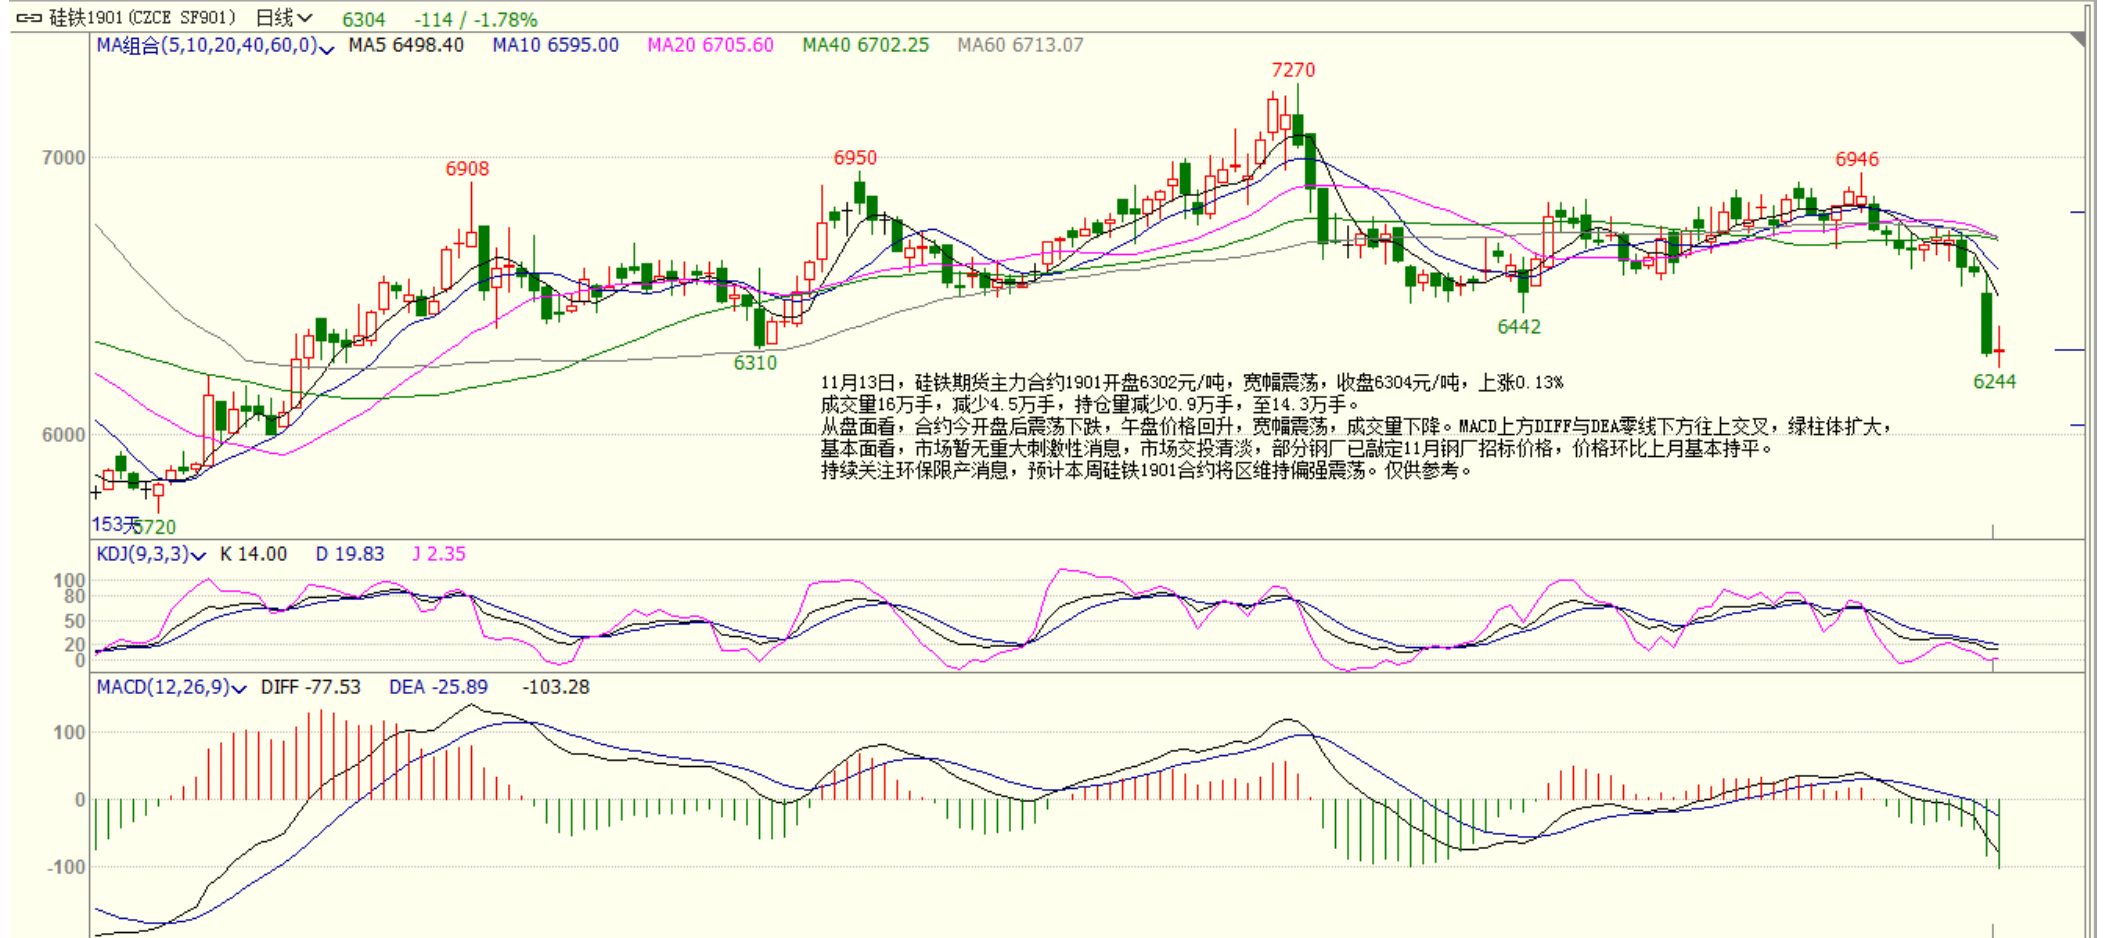 硅铁1901(CZCE SF901) 日线 6304 -114 / -1.78%
MA组合(5,10,20,40,60,0) MA5 6498.40 MA10 6595.00 MA20 6705.60 MA40 6702.25 MA60 6713.07
7270
7000
6908
6950
6946
6442
6310
6244
11月13日，硅铁期货主力合约1901开盘6302元/吨，宽幅震荡，收盘6304元/吨，上涨0.13%
成交量16万手，减少4.5万手，持仓量减少0.9万手，至14.3万手。
从盘面看，合约今开盘后震荡下跌，午盘价格回升，宽幅震荡，成交量下降。MACD上方DIFF与DEA零线下方往上交叉，绿柱体扩大，
6000
基本面看，市场暂无重大刺激性消息，市场交投清淡，部分钢厂已敲定11月钢厂招标价格，价格环比上月基本持平。
持续关注环保限产消息，预计本周硅铁1901合约将区维持偏强震荡。仅供参考。
153天
5720
KDJ(9,3,3) K 14.00 D 19.83 J 2.35
100
80
50
20
0
MACD(12,26,9) DIFF -77.53 DEA -25.89 -103.28
100
0
-100